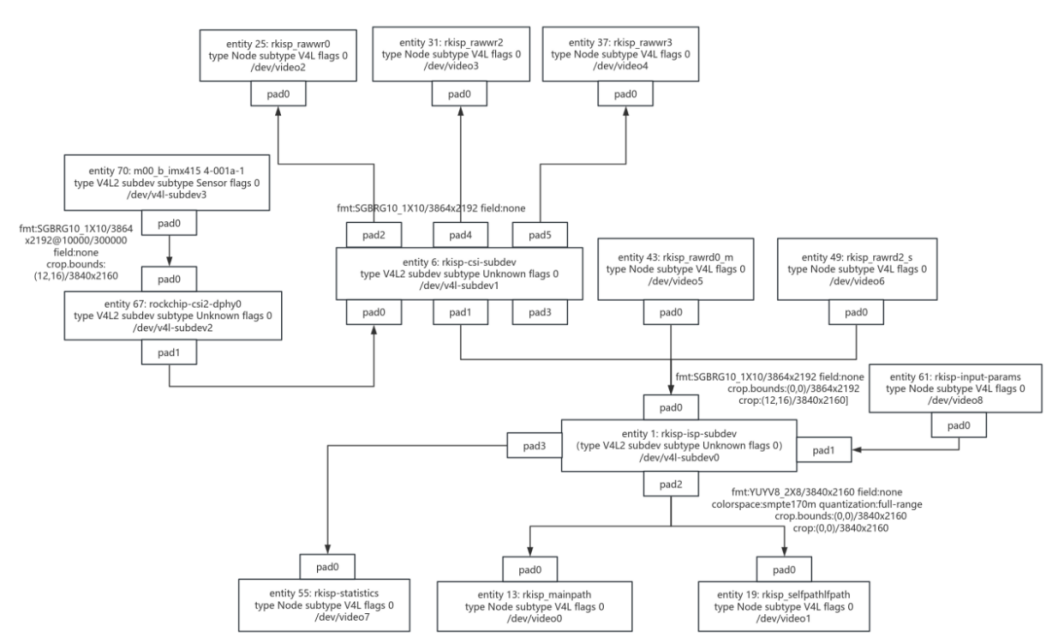 entity 25: rkisp_rawwr0
type Node subtype V4L flags 0
/dev/video2
pad0
entity 31: rkisp_rawwr2
type Node subtype V4L flags 0
/dev/video3
pad0
entity 37: rkisp_rawwr3
type Node subtype V4L flags 0
/dev/video4
pad0
entity 70: m00_b_imx415 4-001a-1
type V4L2 subdev subtype Sensor flags 0
/dev/v4l-subdev3
pad0
fmt:SGBRG10_1X10/3864
x2192@10000/300000
field:none
crop.bounds:
(12,16)/3840x2160
pad0
entity 67: rockchip-csi2-dphy0
type V4L2 subdev subtype Unknown flags 0
/dev/v4l-subdev2
pad1
fmt:SGBRG10_1X10/3864x2192 field:none
pad2
pad4
pad5
entity 6: rkisp-csi-subdev
type V4L2 subdev subtype Unknown flags 0
/dev/v4l-subdev1
pad0
pad1
pad3
entity 43: rkisp_rawrd0_m
type Node subtype V4L flags 0
/dev/video5
pad0
entity 49: rkisp_rawrd2_s
type Node subtype V4L flags 0
/dev/video6
pad0
fmt:SGBRG10_1X10/3864x2192 field:none
crop.bounds:(0,0)/3864x2192
crop:(12,16)/3840x2160]
entity 61: rkisp-input-params
type Node subtype V4L flags 0
/dev/video8
pad0
pad0
pad3
entity 1: rkisp-isp-subdev
(type V4L2 subdev subtype Unknown flags 0)
/dev/v4l-subdev0
pad1
pad2
fmt:YUYV8_2X8/3840x2160 field:none
colorspace:smpte170m quantization:full-range
crop.bounds:(0,0)/3840x2160
crop:(0,0)/3840x2160
pad0
entity 55: rkisp-statistics
type Node subtype V4L flags 0
/dev/video7
pad0
entity 13: rkisp_mainpath
type Node subtype V4L flags 0
/dev/video0
pad0
entity 19: rkisp_selfpathlfpath
type Node subtype V4L flags 0
/dev/video1